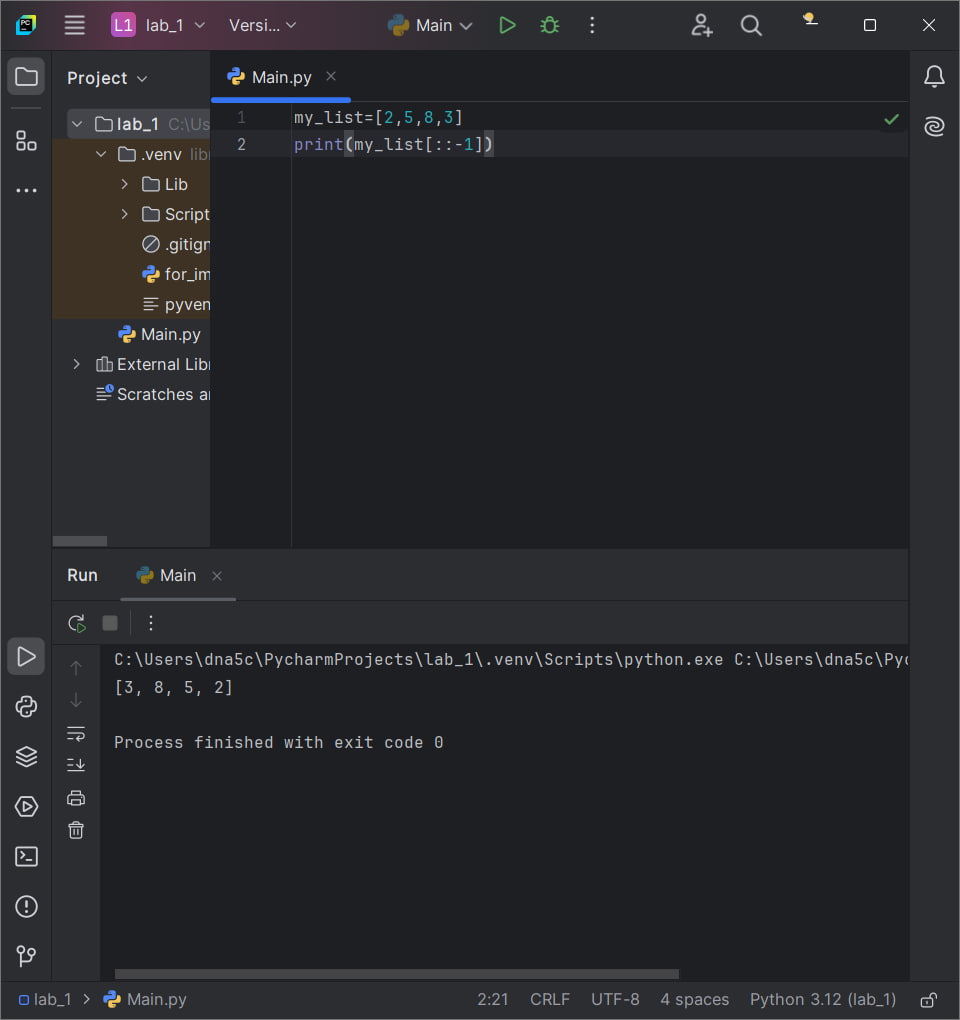 L1 lab_1 Versi... Main
Project
Main.py
lab_1 C:\Us
.venv libr
Lib
Script
.gitign
for_im
pyven
Main.py
External Libr
Scratches a
1 my_list=[2,5,8,3]
2 print(my_list[::-1])
Run Main
C:\Users\dna5c\PycharmProjects\lab_1\.venv\Scripts\python.exe C:\Users\dna5c\Pyc
[3, 8, 5, 2]
Process finished with exit code 0
lab_1 > Main.py 2:21 CRLF UTF-8 4 spaces Python 3.12 (lab_1)